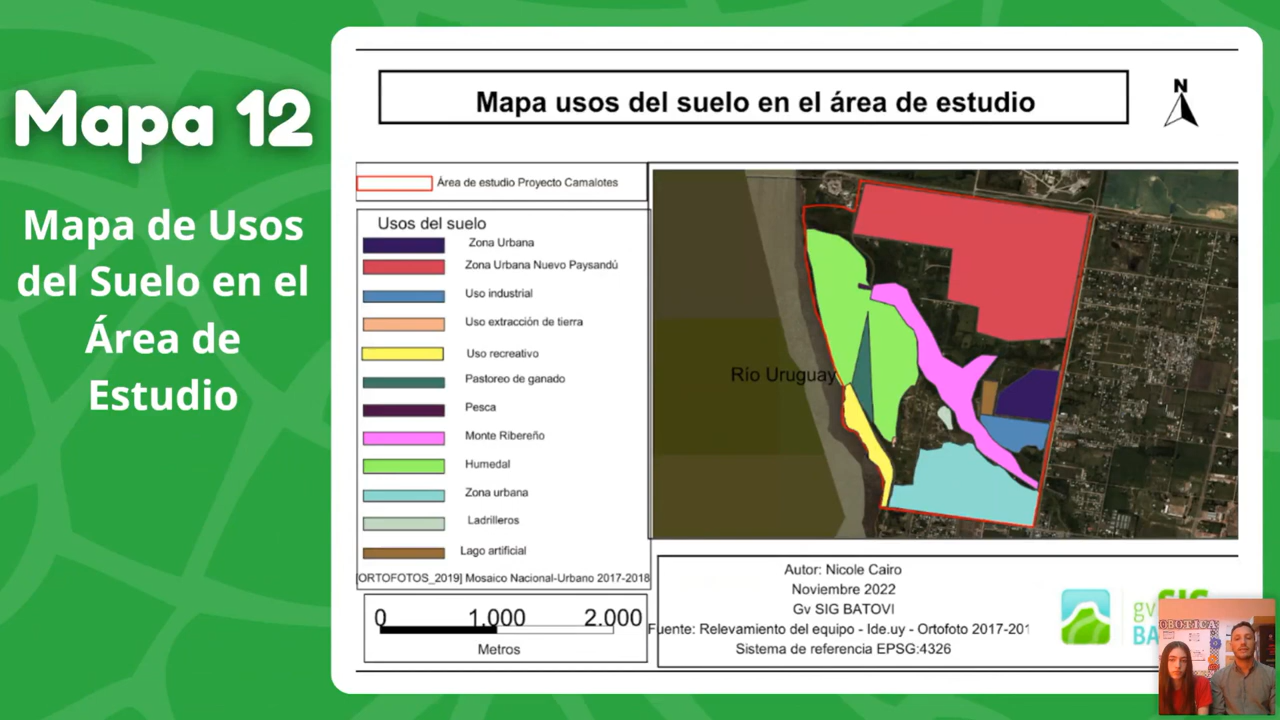 Mapa 12
Mapa de Usos
del Suelo en el
Área de
Estudio
Mapa usos del suelo en el área de estudio
N
Área de estudio Proyecto Camalotes
Usos del suelo
Zona Urbana
Zona Urbana Nuevo Paysandú
Uso industrial
Uso extracción de tierra
Uso recreativo
Pastoreo de ganado
Pesca
Monte Ribereño
Humedal
Zona urbana
Ladrilleros
Lago artificial
[ORTOFOTOS_2019] Mosaico Nacional-Urbano 2017-2018
0 1.000 2.000
Metros
Río Uruguay
Autor: Nicole Cairo
Noviembre 2022
Gv SIG BATOVI
Fuente: Relevamiento del equipo - Ide.uy - Ortofoto 2017-201
Sistema de referencia EPSG:4326
gv SIG
BA
OBOTICA